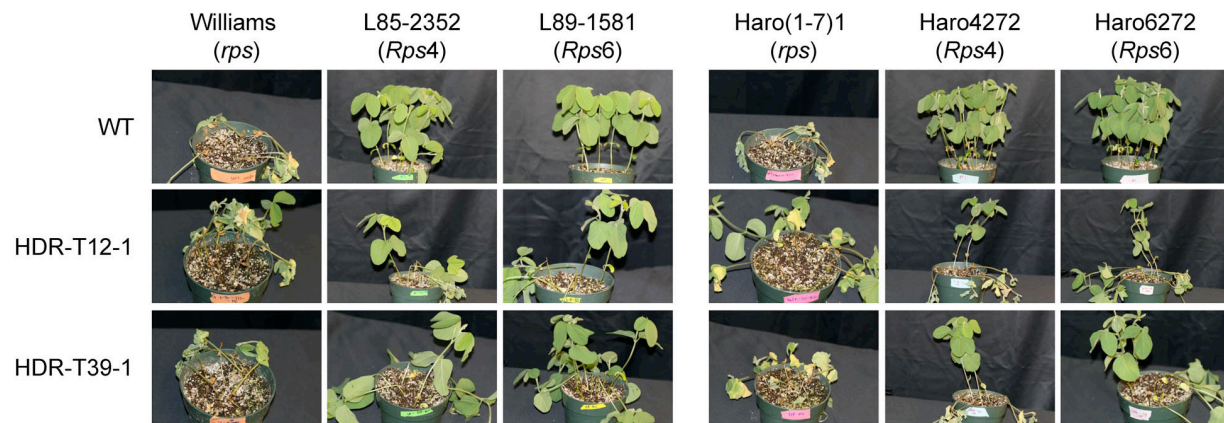 Williams
(rps)
L85-2352
(Rps4)
L89-1581
(Rps6)
Haro(1-7)1
(rps)
Haro4272
(Rps4)
Haro6272
(Rps6)
WT
HDR-T12-1
HDR-T39-1